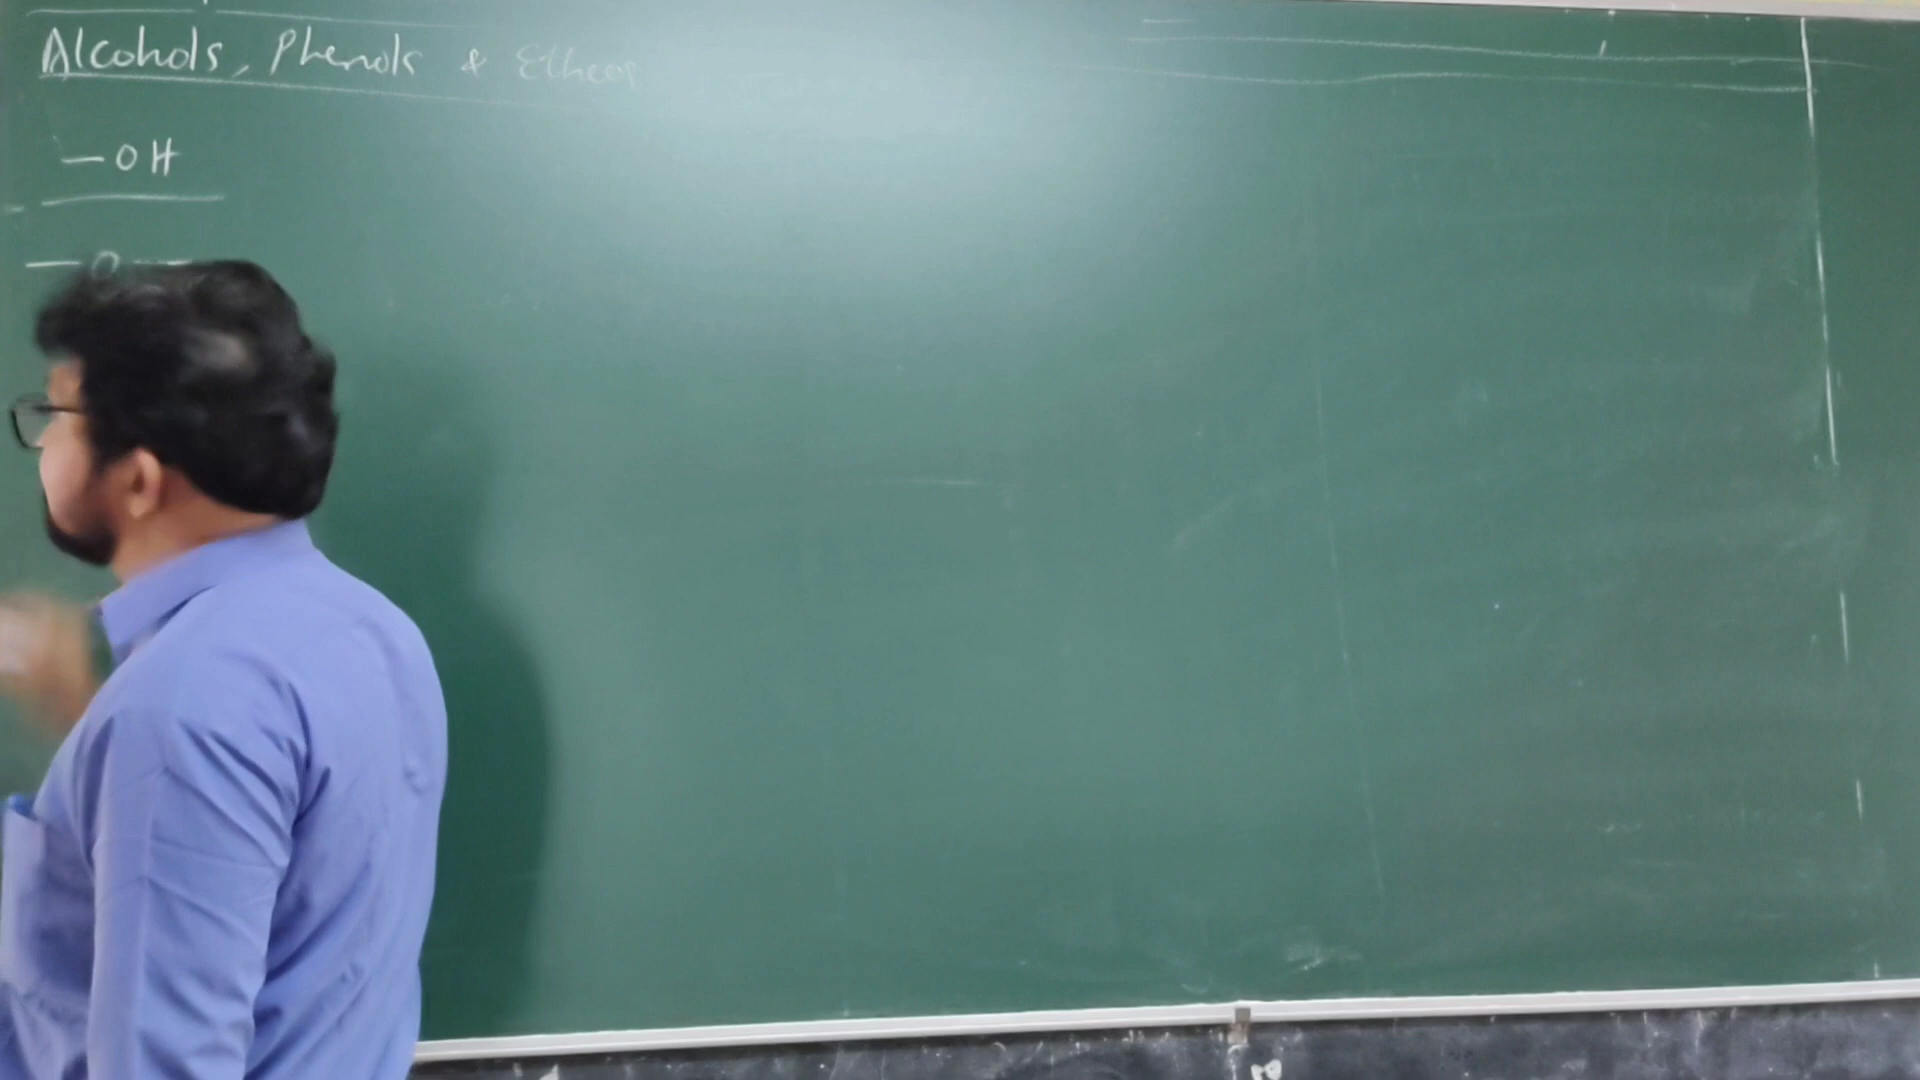 Alcohols, Phenols & Ethers
—OH
—O—